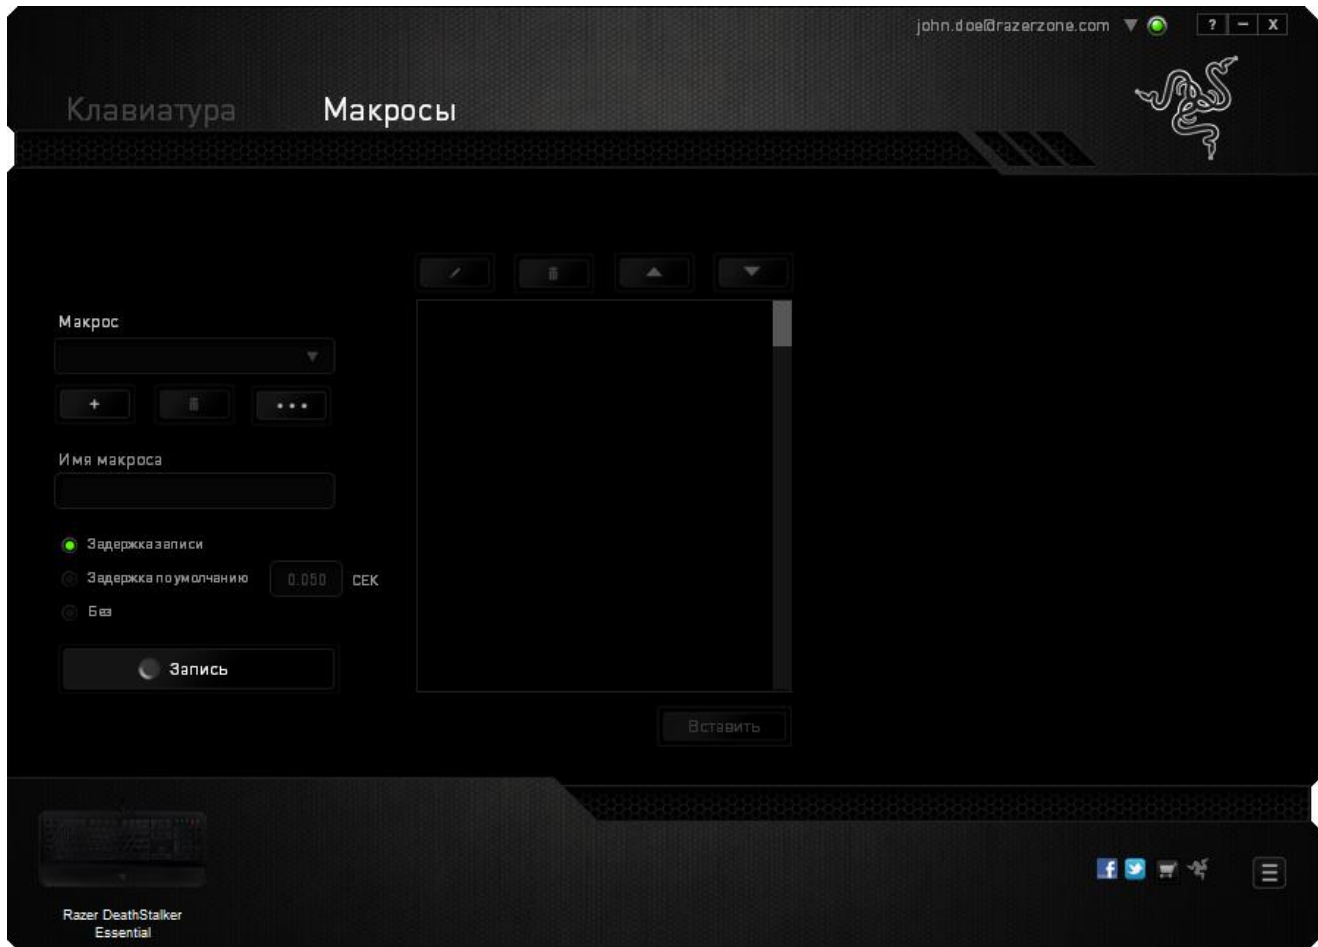 john.doe@razerzone.com
Клавиатура Макросы
Макрос
Имя макроса
Задержка записи
Задержка по умолчанию 0.050 СЕК
Без
Запись
Вставить
Razer DeathStalker
Essential